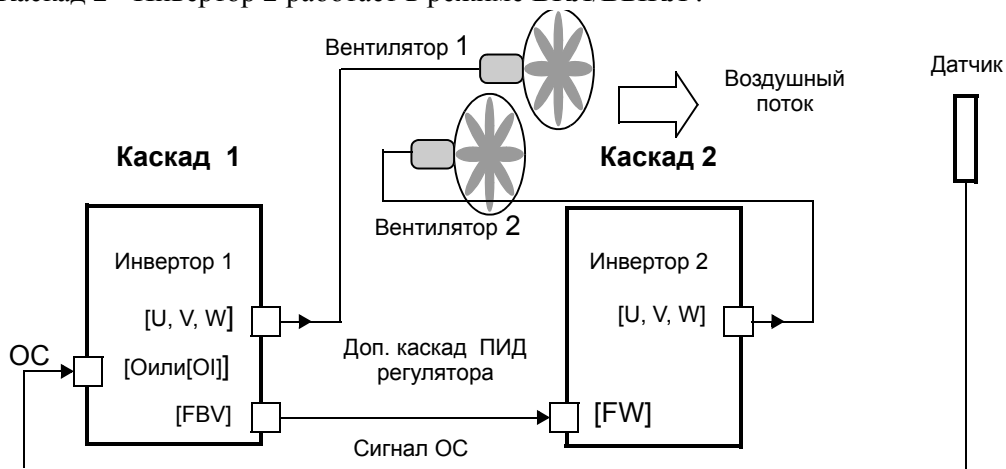 Каскад 2 - Инвертор 2 работает в режиме ВКЛ/ВЫКЛ .
Вентилятор 1
Воздушный
поток
Датчик
Каскад 1
Каскад 2
Вентилятор 2
Инвертор 1
Инвертор 2
[U, V, W]
[U, V, W]
ОС
[Oили[OI]]
Доп. каскад ПИД
регулятора
[FBV]
[FW]
Сигнал ОС